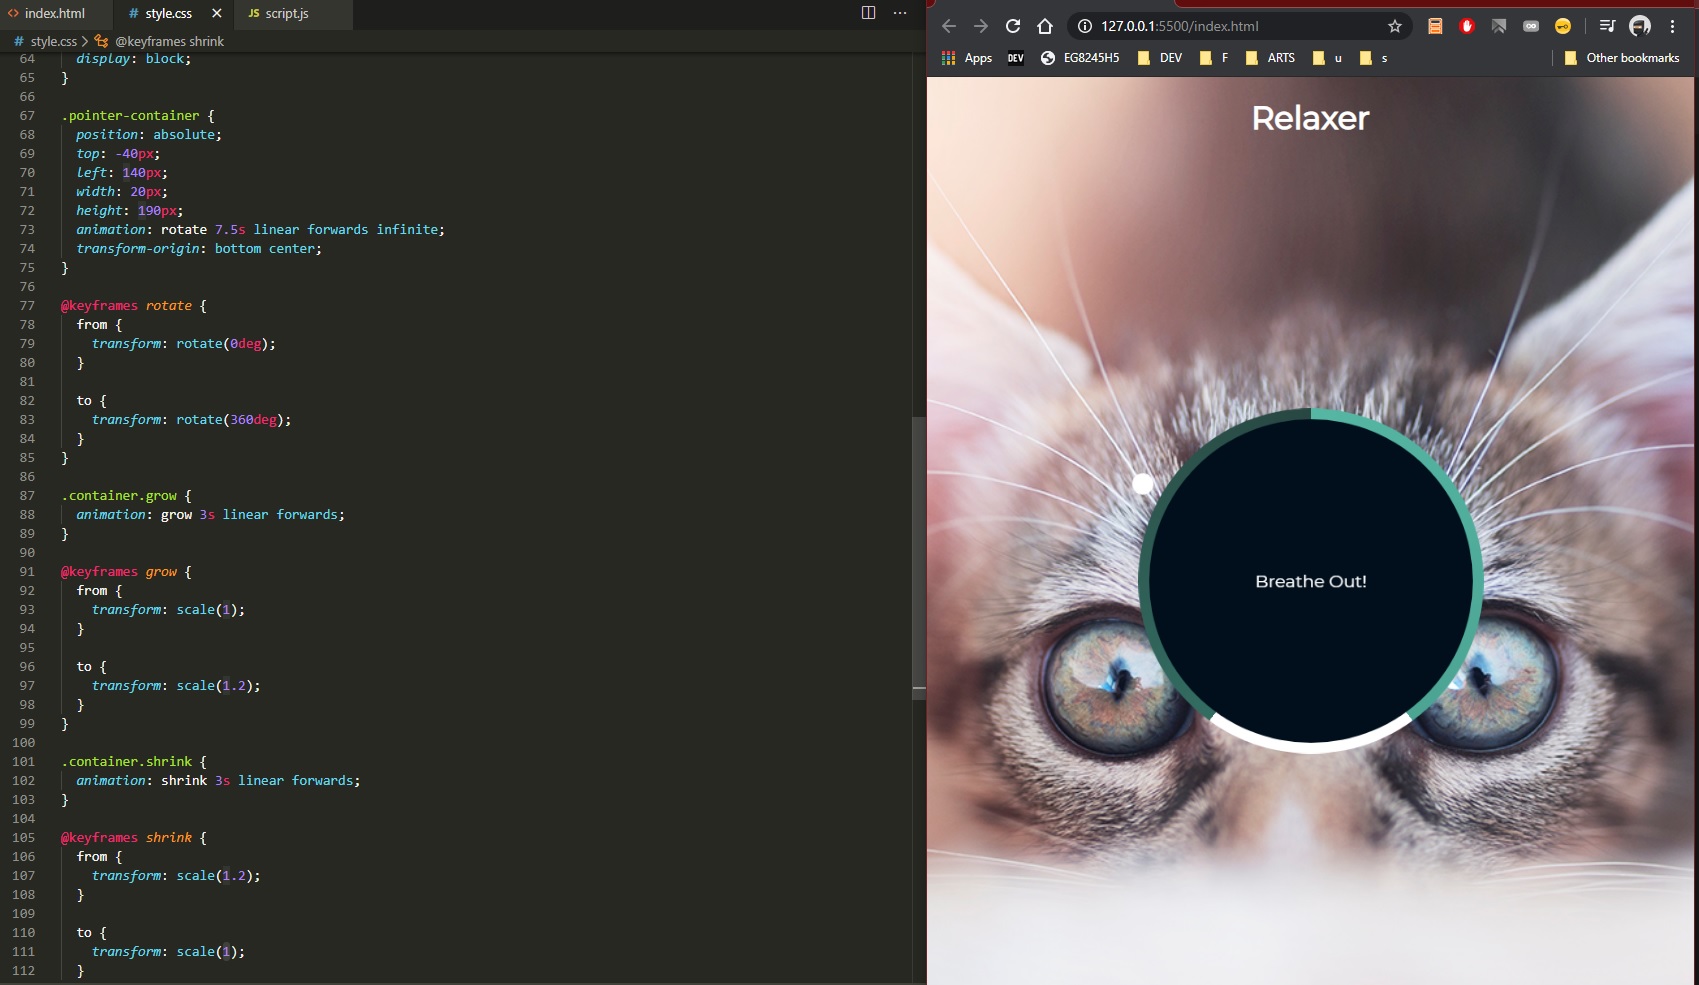 index.html
style.css
JS script.js
style.css > @keyframes shrink
64 display: block;
65 }
66
67 .pointer-container {
68 position: absolute;
69 top: -40px;
70 left: 140px;
71 width: 20px;
72 height: 190px;
73 animation: rotate 7.5s linear forwards infinite;
74 transform-origin: bottom center;
75 }
76
77 @keyframes rotate {
78 from {
79 transform: rotate(0deg);
80 }
81
82 to {
83 transform: rotate(360deg);
84 }
85 }
86
87 .container.grow {
88 animation: grow 3s linear forwards;
89 }
90
91 @keyframes grow {
92 from {
93 transform: scale(1);
94 }
95
96 to {
97 transform: scale(1.2);
98 }
99 }
100
101 .container.shrink {
102 animation: shrink 3s linear forwards;
103 }
104
105 @keyframes shrink {
106 from {
107 transform: scale(1.2);
108 }
109
110 to {
111 transform: scale(1);
112 }
127.0.0.1:5500/index.html
Apps DEV EG8245H5 DEV F ARTS u s Other bookmarks
Relaxer
Breathe Out!